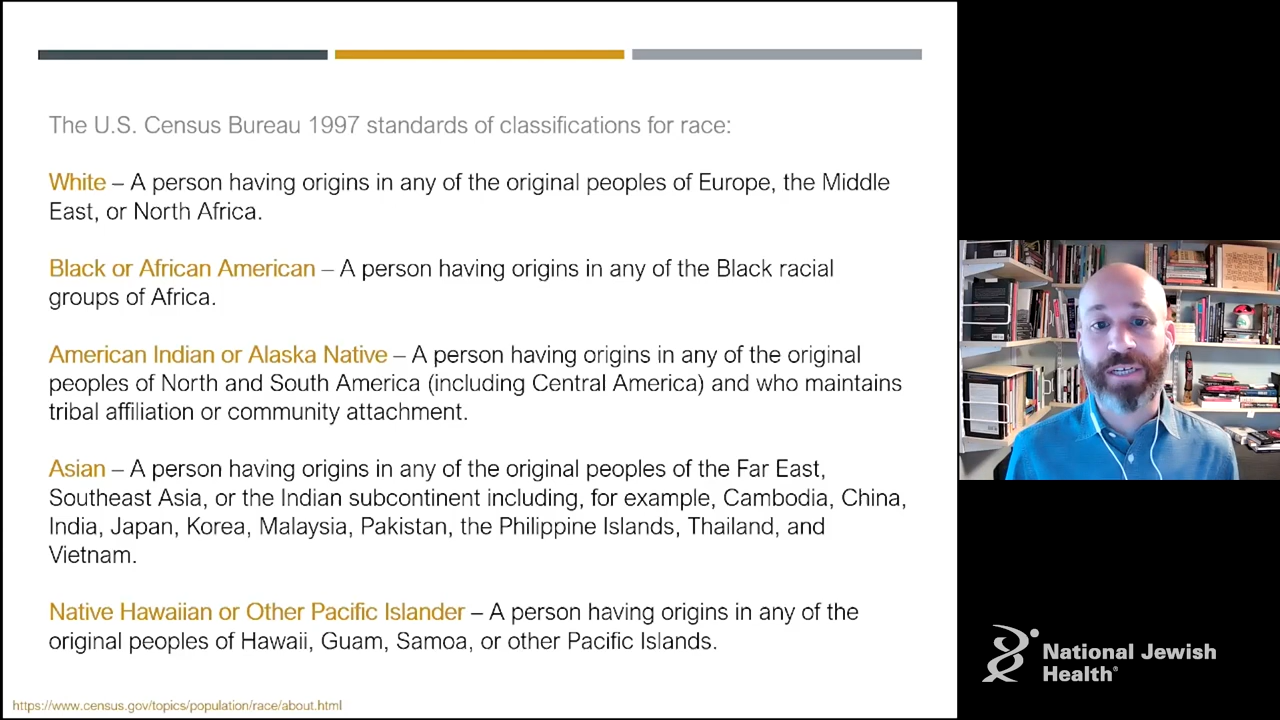 The U.S. Census Bureau 1997 standards of classifications for race:
White – A person having origins in any of the original peoples of Europe, the Middle
East, or North Africa.
Black or African American – A person having origins in any of the Black racial
groups of Africa.
American Indian or Alaska Native – A person having origins in any of the original
peoples of North and South America (including Central America) and who maintains
tribal affiliation or community attachment.
Asian – A person having origins in any of the original peoples of the Far East,
Southeast Asia, or the Indian subcontinent including, for example, Cambodia, China,
India, Japan, Korea, Malaysia, Pakistan, the Philippine Islands, Thailand, and
Vietnam.
Native Hawaiian or Other Pacific Islander – A person having origins in any of the
original peoples of Hawaii, Guam, Samoa, or other Pacific Islands.
https://www.census.gov/topics/population/race/about.html
National Jewish
Health®